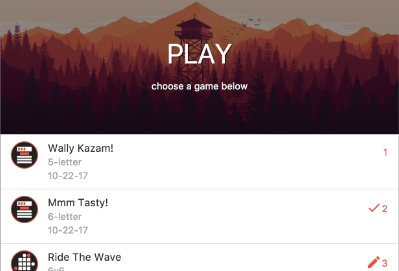 PLAY
choose a game below
Wally Kazam!
5-letter
10-22-17
1
Mmm Tasty!
6-letter
10-22-17
2
Ride The Wave
6x6
3